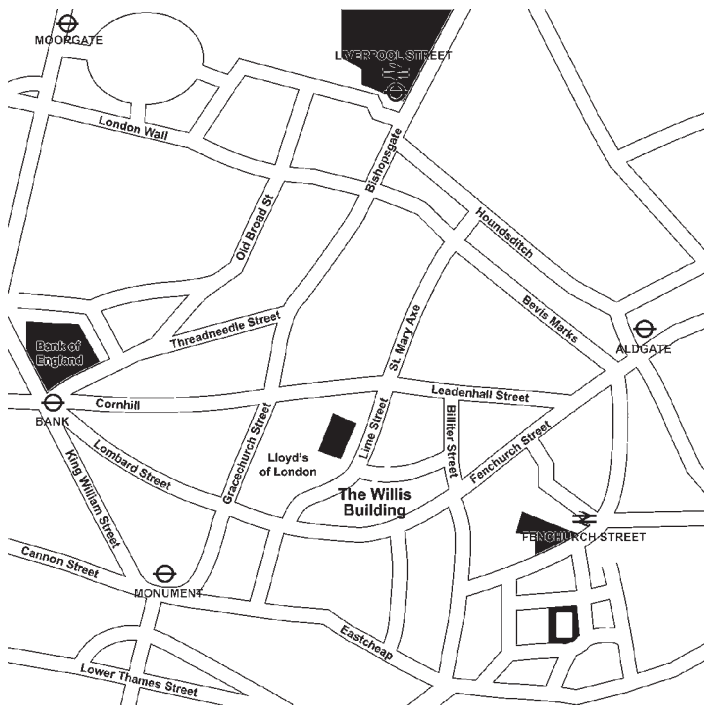 MOORGATE
LIVERPOOL STREET
London Wall
Bishopsgate
Old Broad St
Houndsditch
Bevis Marks
Threadneedle Street
St. Mary Axe
Bank of
England
ALDGATE
Cornhill
Leadenhall Street
BANK
Gracechurch Street
Lime Street
Billiter Street
Lombard Street
Lloyd's
of London
Fenchurch Street
King William Street
The Willis
Building
FENCHURCH STREET
Cannon Street
MONUMENT
Eastcheap
Lower Thames Street